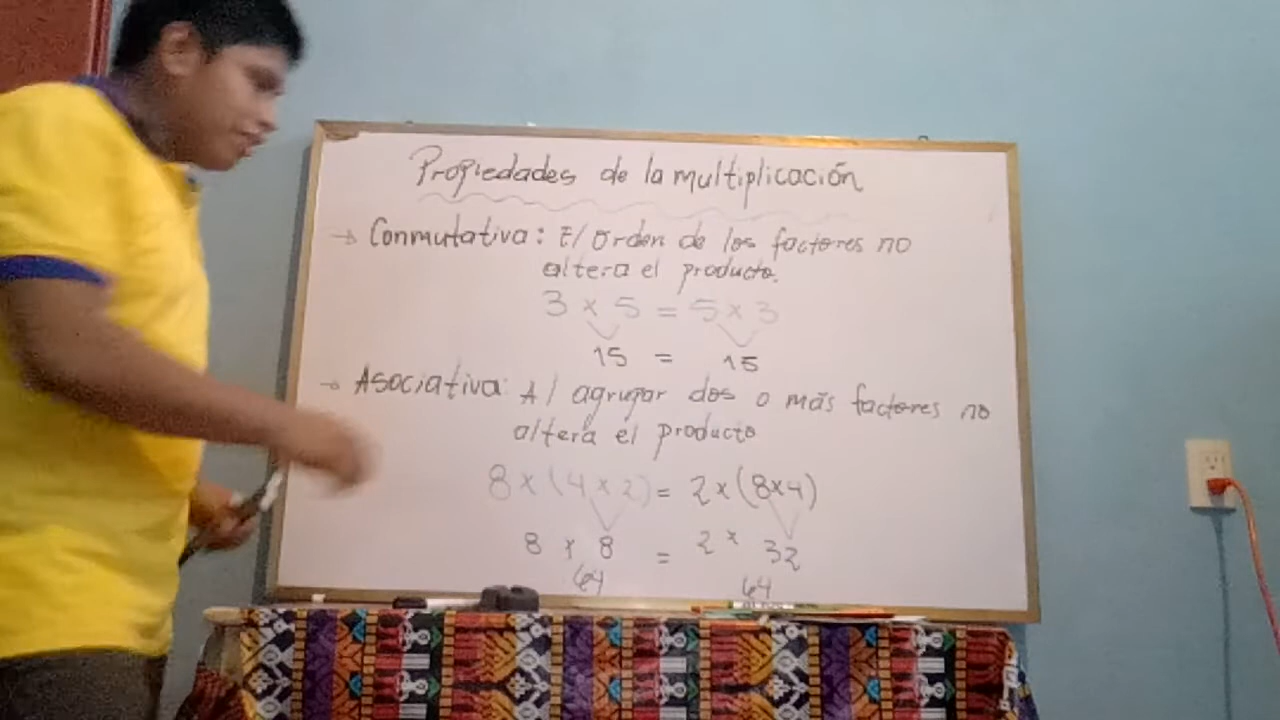 Propiedades de la multiplicación
→ Conmutativa: El orden de los factores no
altera el producto.
3 x 5 = 5 x 3
15 = 15
→ Asociativa: Al agrupar dos o más factores no
altera el producto
8 x (4 x 2) = 2 x (8x4)
8 x 8 = 2 x 32
64 64